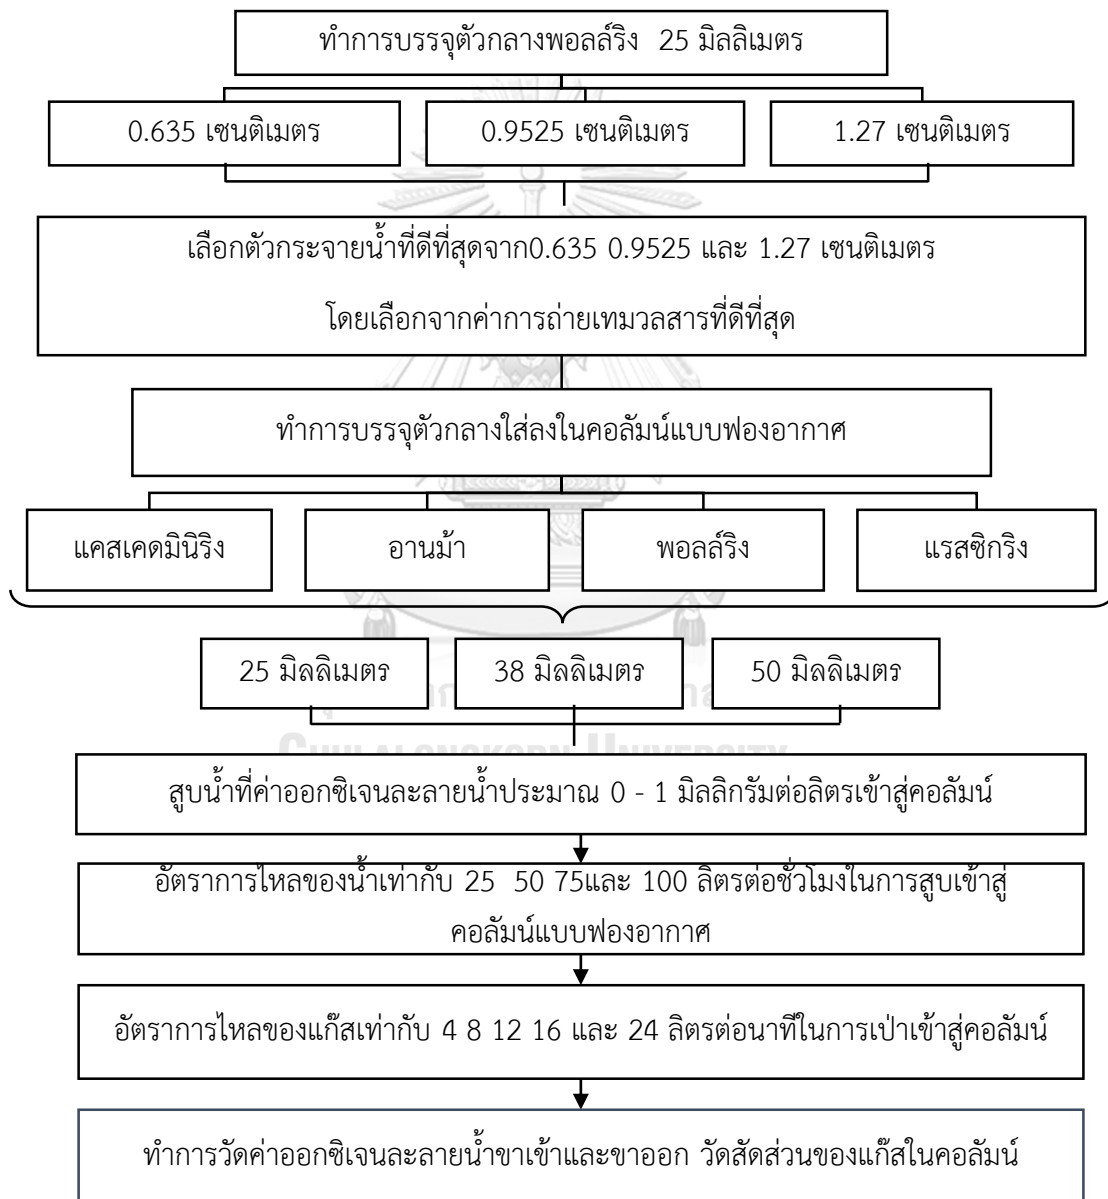 ทำการบรรจุตัวกลางพอลล์ริง 25 มิลลิเมตร
0.635 เซนติเมตร
0.9525 เซนติเมตร
1.27 เซนติเมตร
เลือกตัวกระจายน้ำที่ดีที่สุดจาก0.635 0.9525 และ 1.27 เซนติเมตร
โดยเลือกจากค่าการถ่ายเทมวลสารที่ดีที่สุด
ทำการบรรจุตัวกลางใส่ลงในคอลัมน์แบบฟองอากาศ
แคสเคดมินิริง
อานม้า
พอลล์ริง
แรสซิกริง
25 มิลลิเมตร
38 มิลลิเมตร
50 มิลลิเมตร
CHULALONGKORN UNIVERSITY
สูบน้ำที่ค่าออกซิเจนละลายน้ำประมาณ 0 - 1 มิลลิกรัมต่อลิตรเข้าสู่คอลัมน์
อัตราการไหลของน้ำเท่ากับ 25 50 75และ 100 ลิตรต่อชั่วโมงในการสูบเข้าสู่
คอลัมน์แบบฟองอากาศ
อัตราการไหลของแก๊สเท่ากับ 4 8 12 16 และ 24 ลิตรต่อนาทีในการเป่าเข้าสู่คอลัมน์
ทำการวัดค่าออกซิเจนละลายน้ำขาเข้าและขาออก วัดสัดส่วนของแก๊สในคอลัมน์